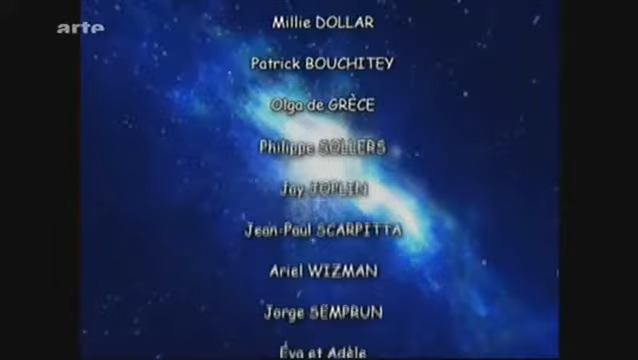 arte
Millie DOLLAR
Patrick BOUCHITEY
Olga de GRÈCE
Philippe SOLLERS
Jay JOPLIN
Jean-Paul SCARPITTA
Ariel WIZMAN
Jorge SEMPRUN
Éva et Adèle